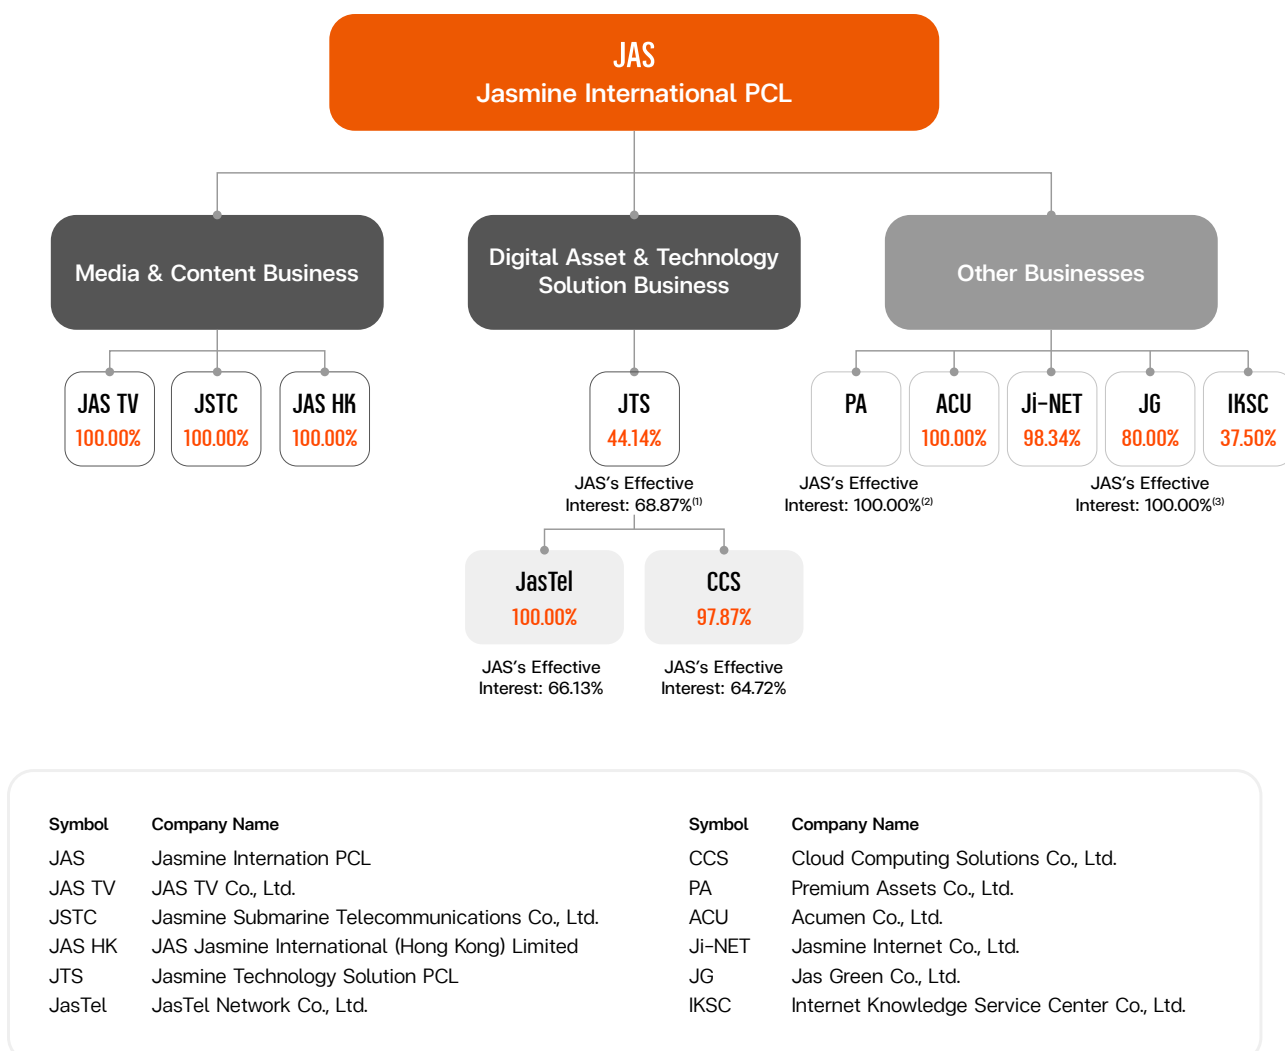 JAS
Jasmine International PCL
Media & Content Business
Digital Asset & Technology
Solution Business
Other Businesses
JAS TV
100.00%
JSTC
100.00%
JAS HK
100.00%
JTS
44.14%
JAS's Effective
Interest: 68.87%(1)
PA
JAS's Effective
Interest: 100.00%(2)
ACU
100.00%
Ji-NET
98.34%
JG
80.00%
JAS's Effective
Interest: 100.00%(3)
IKSC
37.50%
JasTel
100.00%
JAS's Effective
Interest: 66.13%
CCS
97.87%
JAS's Effective
Interest: 64.72%
Symbol Company Name
JAS Jasmine Internation PCL
JAS TV JAS TV Co., Ltd.
JSTC Jasmine Submarine Telecommunications Co., Ltd.
JAS HK JAS Jasmine International (Hong Kong) Limited
JTS Jasmine Technology Solution PCL
JasTel JasTel Network Co., Ltd.
Symbol Company Name
CCS Cloud Computing Solutions Co., Ltd.
PA Premium Assets Co., Ltd.
ACU Acumen Co., Ltd.
Ji-NET Jasmine Internet Co., Ltd.
JG Jas Green Co., Ltd.
IKSC Internet Knowledge Service Center Co., Ltd.